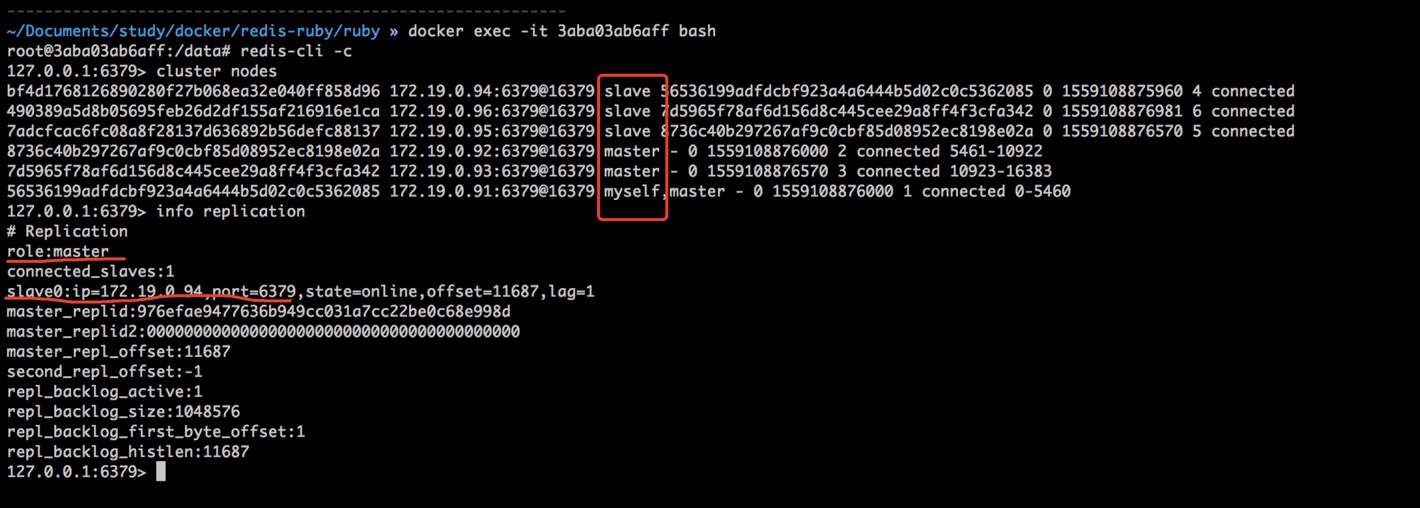 ~/Documents/study/docker/redis-ruby/ruby » docker exec -it 3aba03ab6aff bash
root@3aba03ab6aff:/data# redis-cli -c
127.0.0.1:6379> cluster nodes
bf4d1768126890280f27b068ea32e040ff858d96 172.19.0.94:6379@16379 slave 56536199adfdcbf923a4a6444b5d02c0c5362085 0 1559108875960 4 connected
490389a5d8b05695feb26d2df155af216916e1ca 172.19.0.96:6379@16379 slave 7d5965f78af6d156d8c445cee29a8ff4f3cfa342 0 1559108876981 6 connected
7adcfcac6fc08a8f28137d636892b56defc88137 172.19.0.95:6379@16379 slave 8736c40b297267af9c0cbf85d08952ec8198e02a 0 1559108876570 5 connected
8736c40b297267af9c0cbf85d08952ec8198e02a 172.19.0.92:6379@16379 master - 0 1559108876000 2 connected 5461-10922
7d5965f78af6d156d8c445cee29a8ff4f3cfa342 172.19.0.93:6379@16379 master - 0 1559108876570 3 connected 10923-16383
56536199adfdcbf923a4a6444b5d02c0c5362085 172.19.0.91:6379@16379 myself,master - 0 1559108876000 1 connected 0-5460
127.0.0.1:6379> info replication
# Replication
role:master
connected_slaves:1
slave0:ip=172.19.0.94,port=6379,state=online,offset=11687,lag=1
master_replid:976efae9477636b949cc031a7cc22be0c68e998d
master_replid2:0000000000000000000000000000000000000000
master_repl_offset:11687
second_repl_offset:-1
repl_backlog_active:1
repl_backlog_size:1048576
repl_backlog_first_byte_offset:1
repl_backlog_histlen:11687
127.0.0.1:6379>